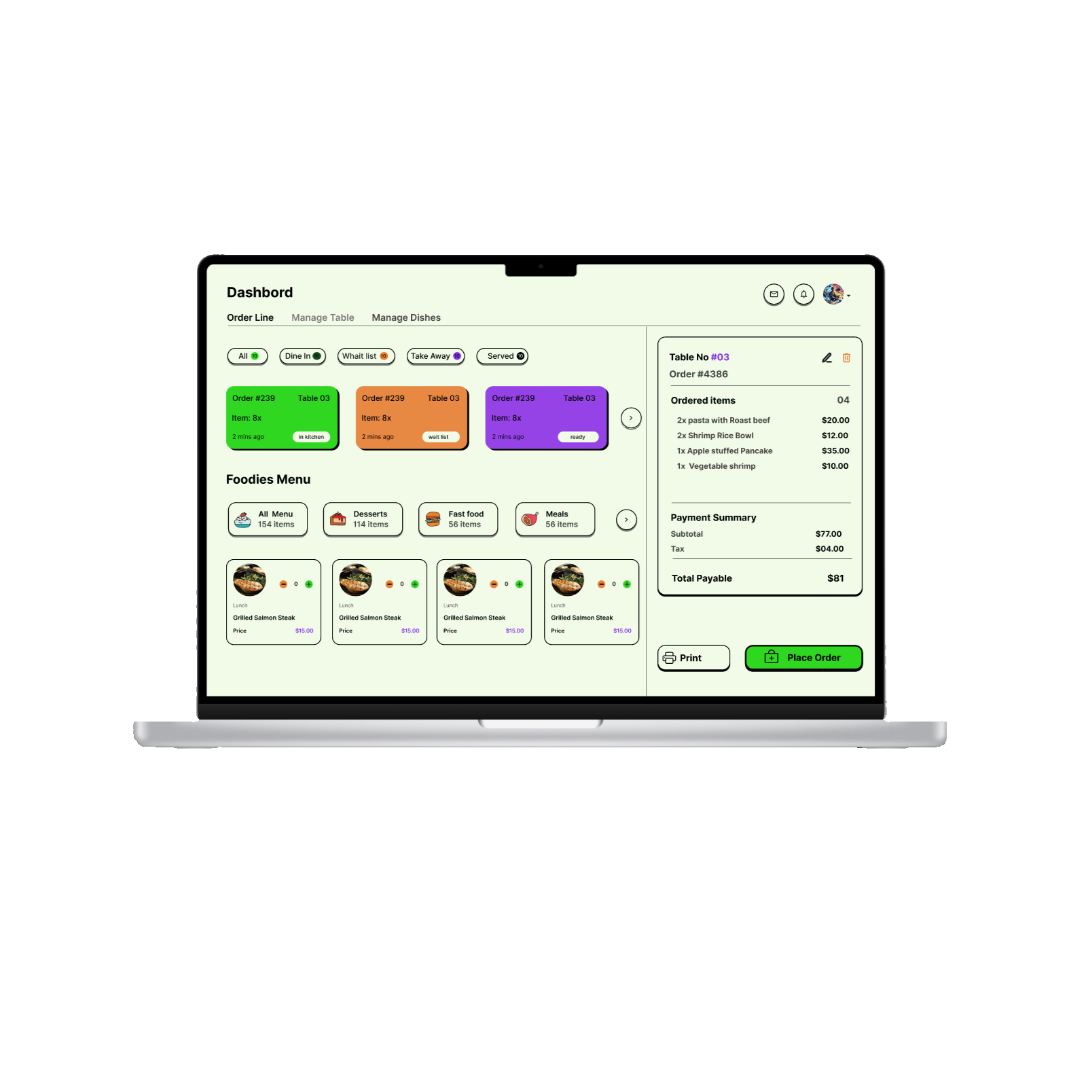 Dashbord
Order Line Manage Table Manage Dishes
All 10 Dine In Whait list 10 Take Away 10 Served 10
Order #239 Table 03
Item: 8x
2 mins ago in kitchen
Order #239 Table 03
Item: 8x
2 mins ago wait list
Order #239 Table 03
Item: 8x
2 mins ago ready
Foodies Menu
All Menu
154 items
Desserts
114 items
Fast food
56 items
Meals
56 items
0
Lunch
Grilled Salmon Steak
Price $15.00
0
Lunch
Grilled Salmon Steak
Price $15.00
0
Lunch
Grilled Salmon Steak
Price $15.00
0
Lunch
Grilled Salmon Steak
Price $15.00
Table No #03
Order #4386
Ordered items 04
2x pasta with Roast beef $20.00
2x Shrimp Rice Bowl $12.00
1x Apple stuffed Pancake $35.00
1x Vegetable shrimp $10.00
Payment Summary
Subtotal $77.00
Tax $04.00
Total Payable $81
Print Place Order